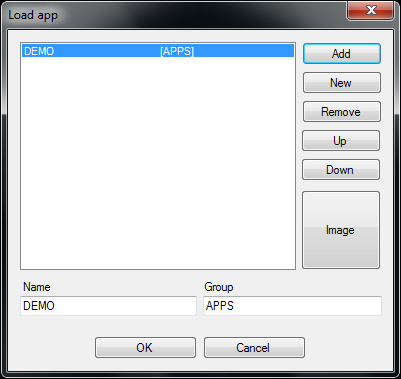 Load app
DEMO [APPS]
Add
New
Remove
Up
Down
Image
Name Group
DEMO APPS
OK Cancel